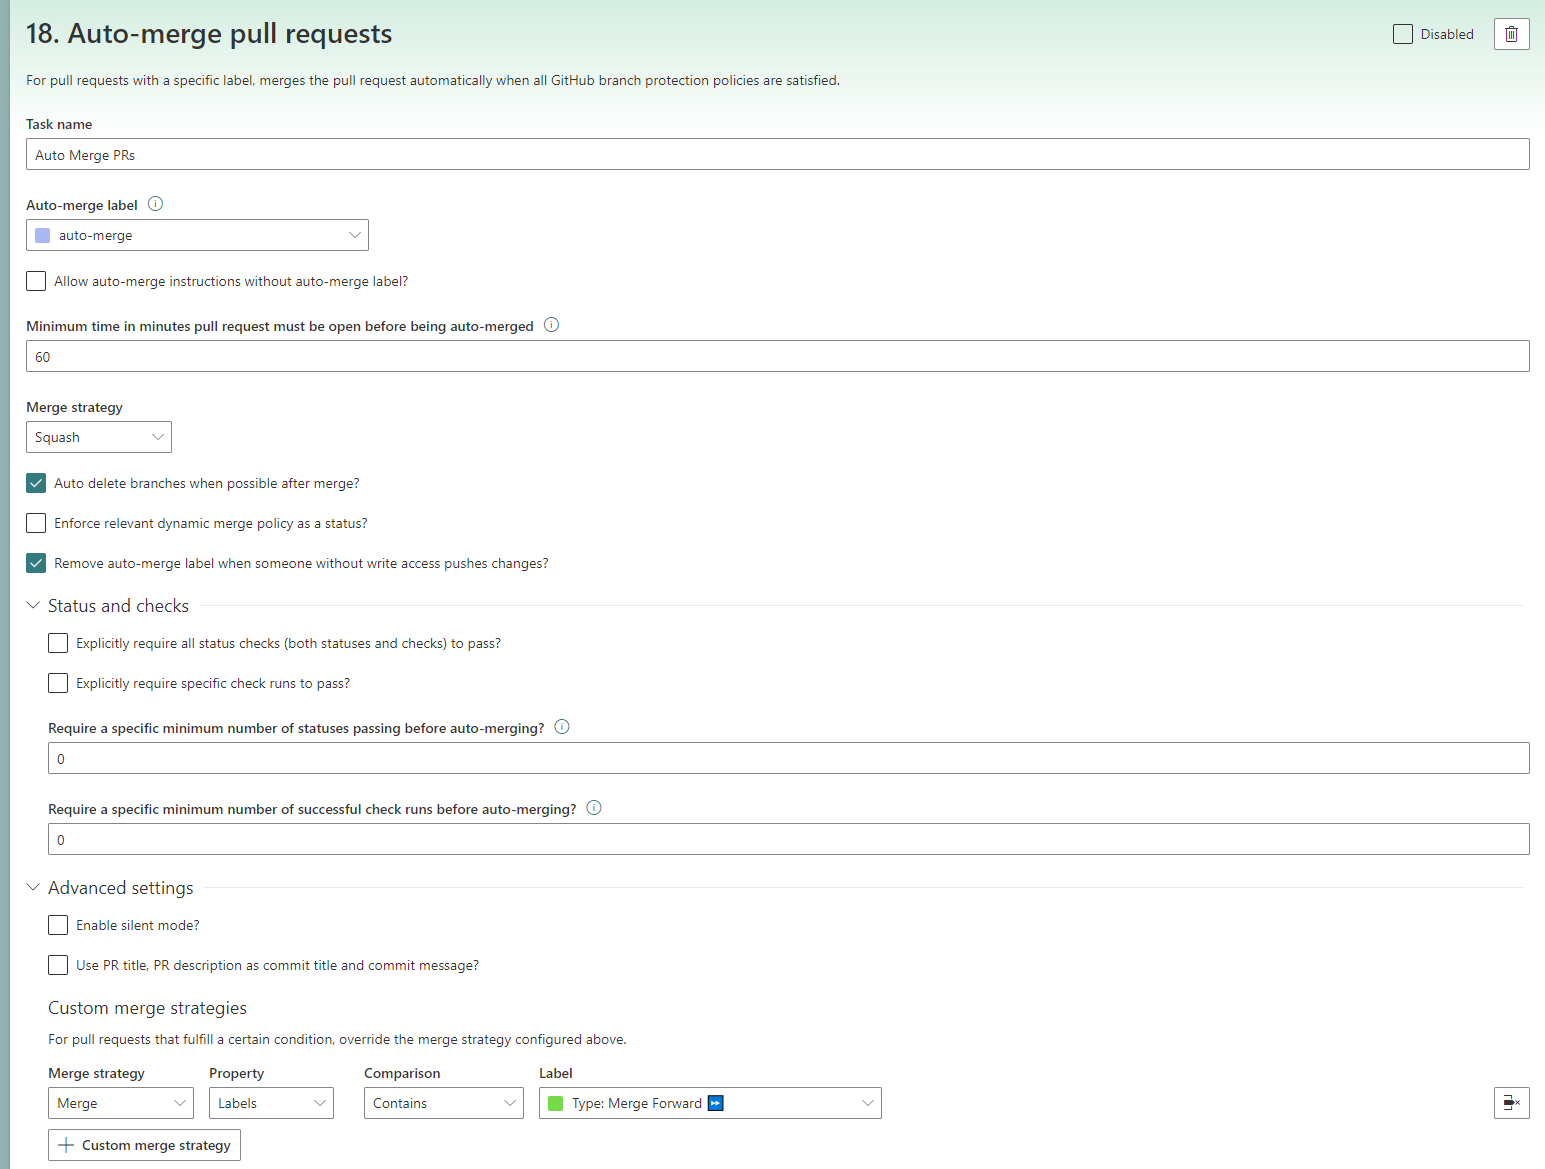 18. Auto-merge pull requests
Disabled
For pull requests with a specific label, merges the pull request automatically when all GitHub branch protection policies are satisfied.
Task name
Auto Merge PRs
Auto-merge label
auto-merge
Allow auto-merge instructions without auto-merge label?
Minimum time in minutes pull request must be open before being auto-merged
60
Merge strategy
Squash
Auto delete branches when possible after merge?
Enforce relevant dynamic merge policy as a status?
Remove auto-merge label when someone without write access pushes changes?
Status and checks
Explicitly require all status checks (both statuses and checks) to pass?
Explicitly require specific check runs to pass?
Require a specific minimum number of statuses passing before auto-merging?
0
Require a specific minimum number of successful check runs before auto-merging?
0
Advanced settings
Enable silent mode?
Use PR title, PR description as commit title and commit message?
Custom merge strategies
For pull requests that fulfill a certain condition, override the merge strategy configured above.
Merge strategy Property Comparison Label
Merge Labels Contains Type: Merge Forward ⏩
Custom merge strategy